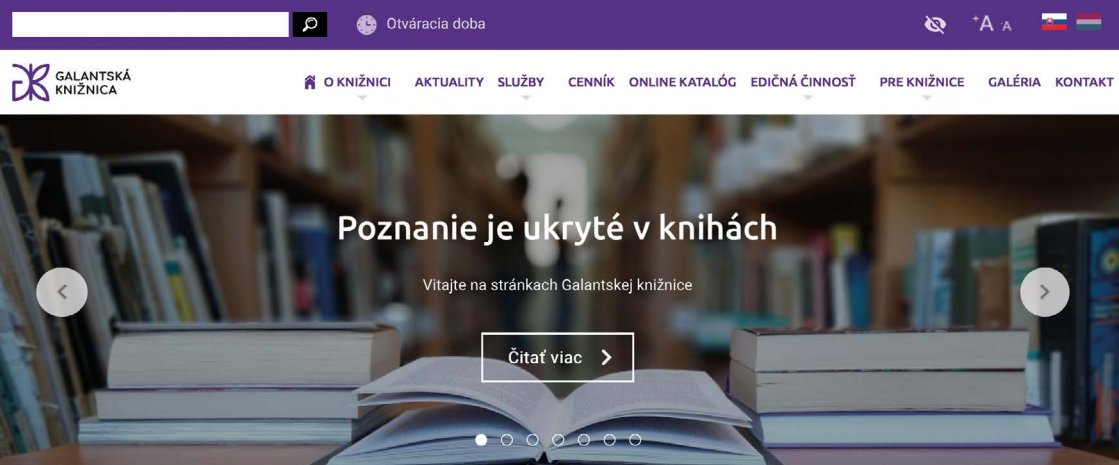 Otváracia doba
+A -A
GALANTSKÁ
KNIŽNICA
O KNIŽNICI AKTUALITY SLUŽBY CENNÍK ONLINE KATALÓG EDIČNÁ ČINNOSŤ PRE KNIŽNICE GALÉRIA KONTAKT
Poznanie je ukryté v knihách
Vitajte na stránkach Galantskej knižnice
Čítať viac